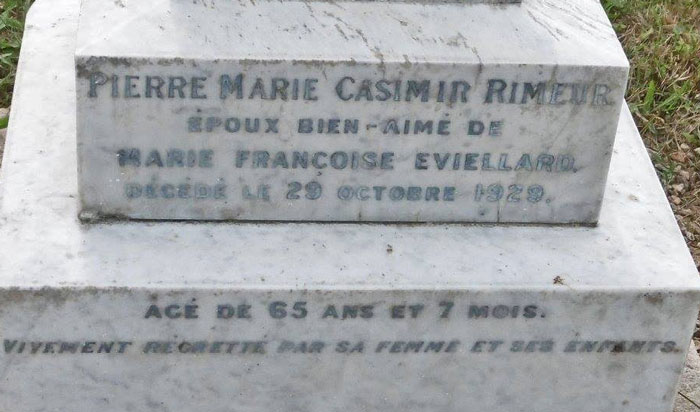 PIERRE MARIE CASIMIR RIMEUR
EPOUX BIEN-AIMÉ DE
MARIE FRANCOISE EVIELLARD.
DÉCÉDÉ LE 29 OCTOBRE 1929.
AGÉ DE 65 ANS ET 7 MOIS.
VIVEMENT REGRETTÉ PAR SA FEMME ET SES ENFANTS.